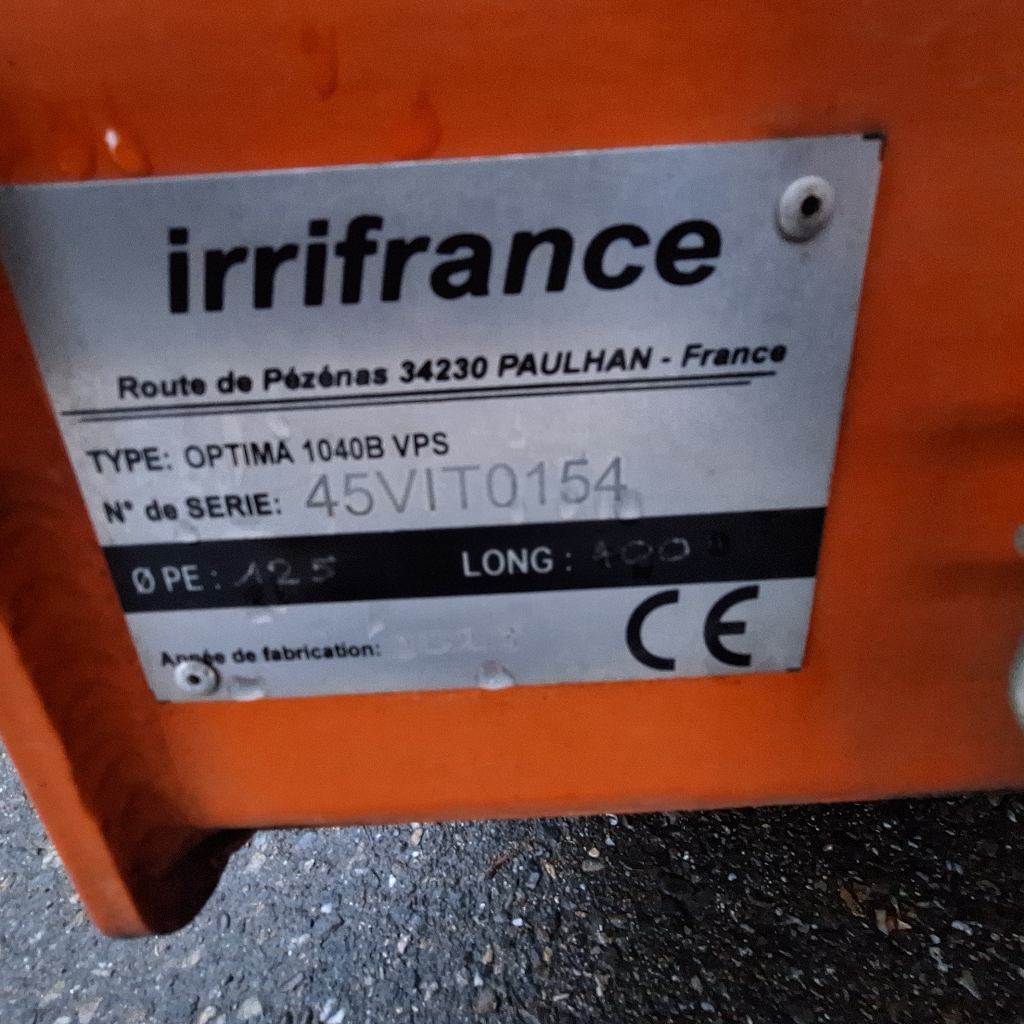 irrifrance
Route de Pézénas 34230 PAULHAN - France
TYPE: OPTIMA 1040B VPS
N° de SERIE: 45VIT0154
Ø PE : 125 LONG : 400
Année de fabrication:
CE